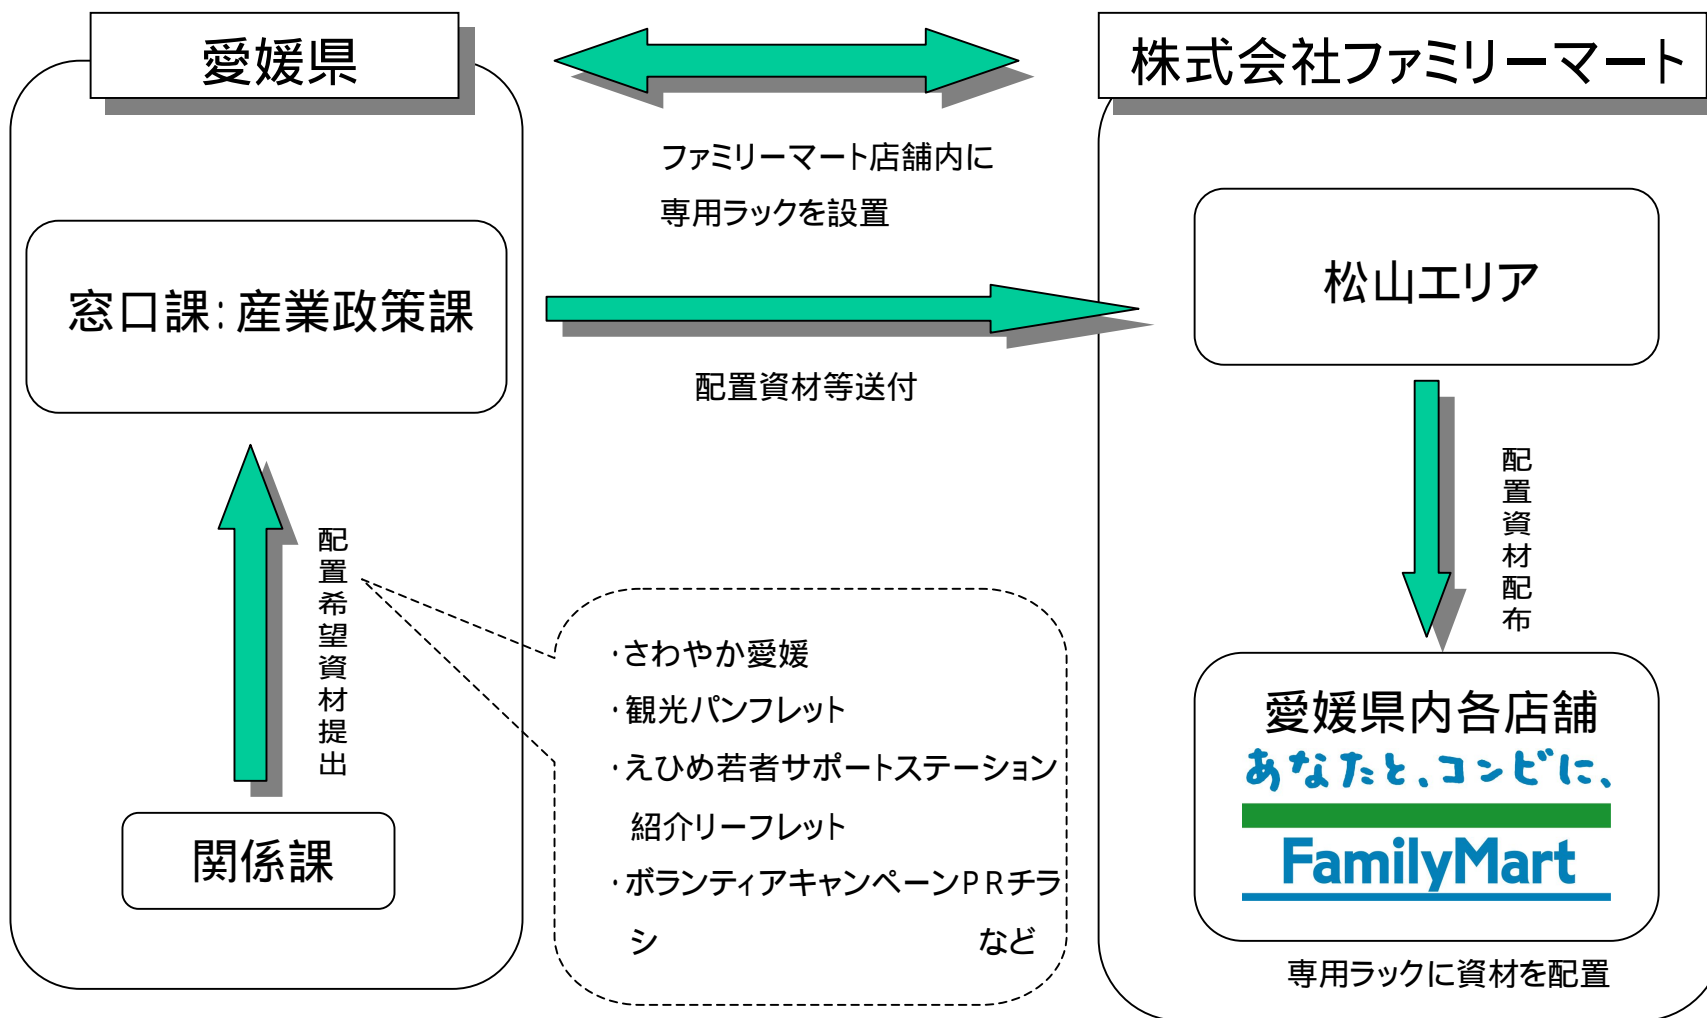 愛媛県
株式会社ファミリーマート
ファミリーマート店舗内に
専用ラックを設置
窓口課:産業政策課
松山エリア
配置資材等送付
配置希望資材提出
配置資材配布
・さわやか愛媛
・観光パンフレット
・えひめ若者サポートステーション
紹介リーフレット
・ボランティアキャンペーンPRチラ
シ など
関係課
愛媛県内各店舗
あなたと、コンビに、
FamilyMart
専用ラックに資材を配置